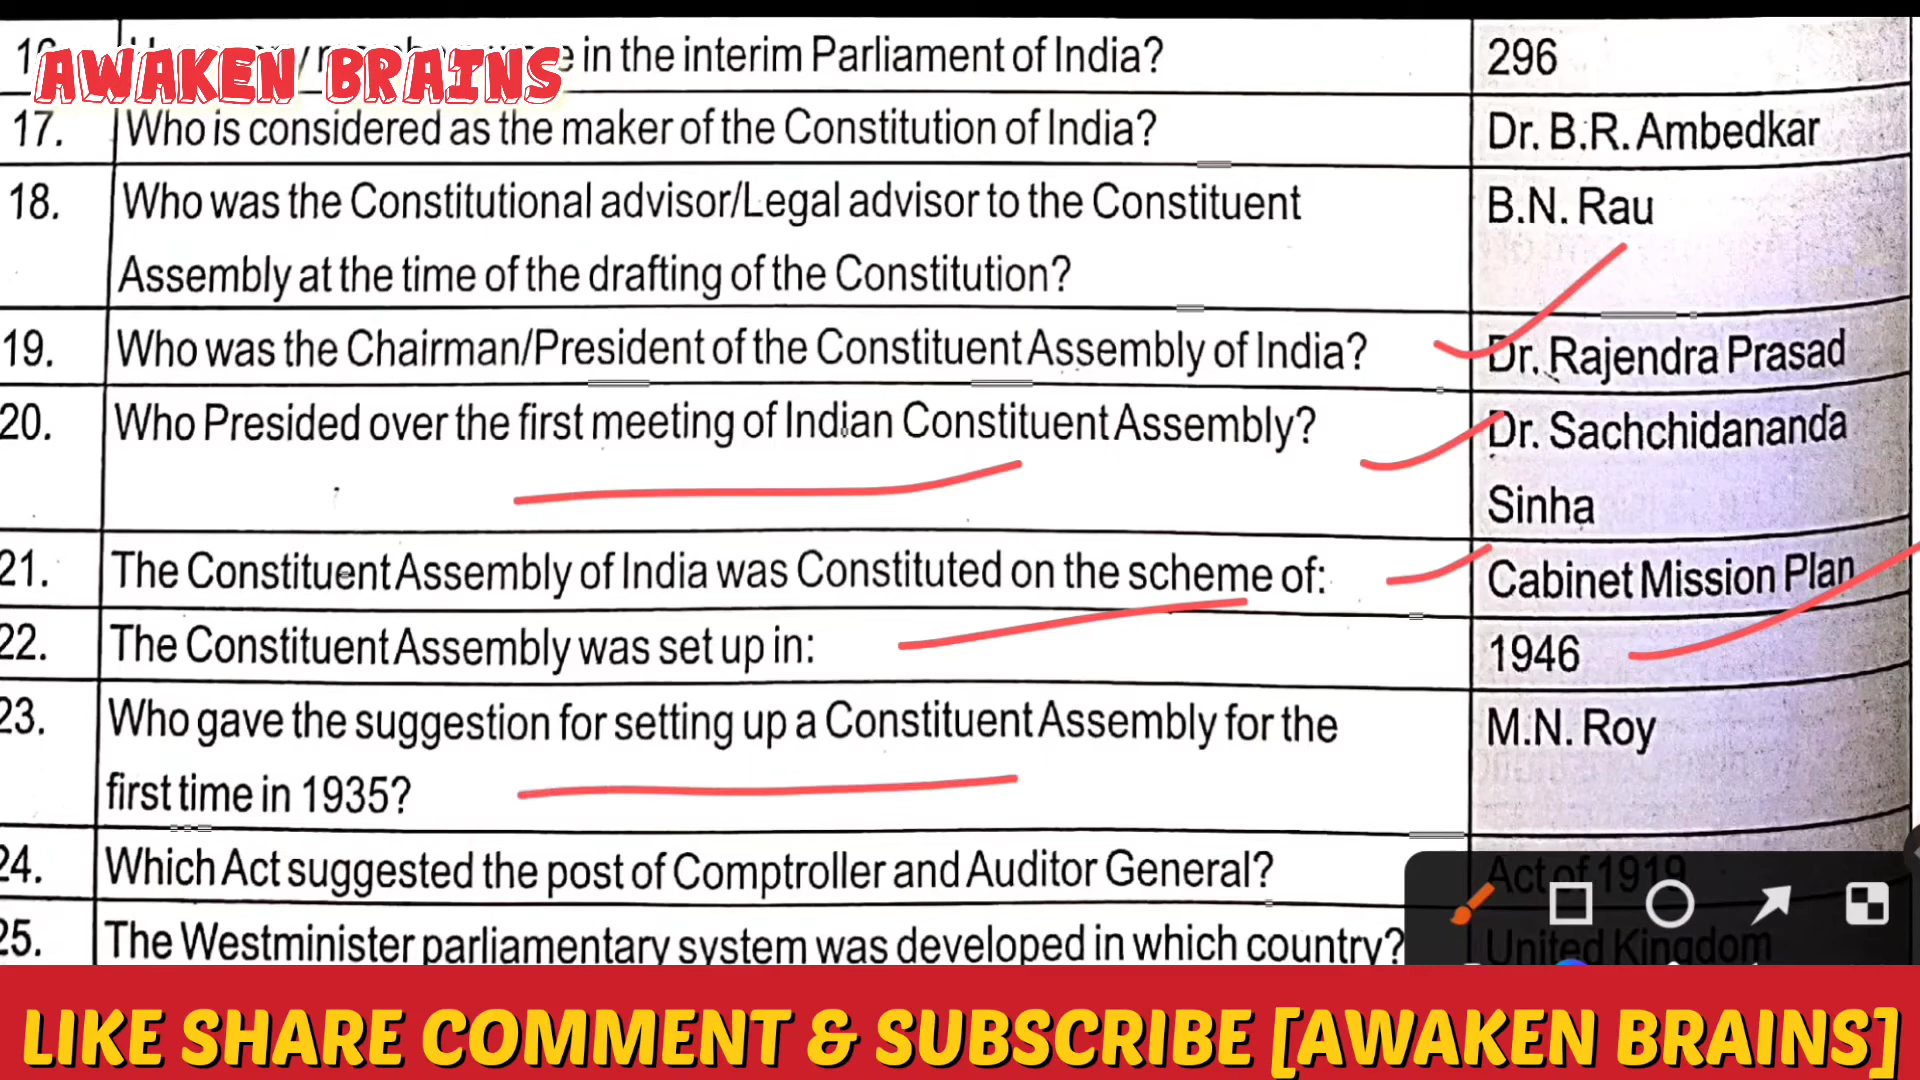 AWAKEN BRAINS
in the interim Parliament of India? 296
17. Who is considered as the maker of the Constitution of India? Dr. B.R. Ambedkar
18. Who was the Constitutional advisor/Legal advisor to the Constituent B.N. Rau
Assembly at the time of the drafting of the Constitution?
19. Who was the Chairman/President of the Constituent Assembly of India? Dr. Rajendra Prasad
20. Who Presided over the first meeting of Indian Constituent Assembly? Dr. Sachchidananda
Sinha
21. The Constituent Assembly of India was Constituted on the scheme of: Cabinet Mission Plan
22. The Constituent Assembly was set up in: 1946
23. Who gave the suggestion for setting up a Constituent Assembly for the M.N. Roy
first time in 1935?
24. Which Act suggested the post of Comptroller and Auditor General? Act of 1919
25. The Westminister parliamentary system was developed in which country? United Kingdom
LIKE SHARE COMMENT & SUBSCRIBE [AWAKEN BRAINS]